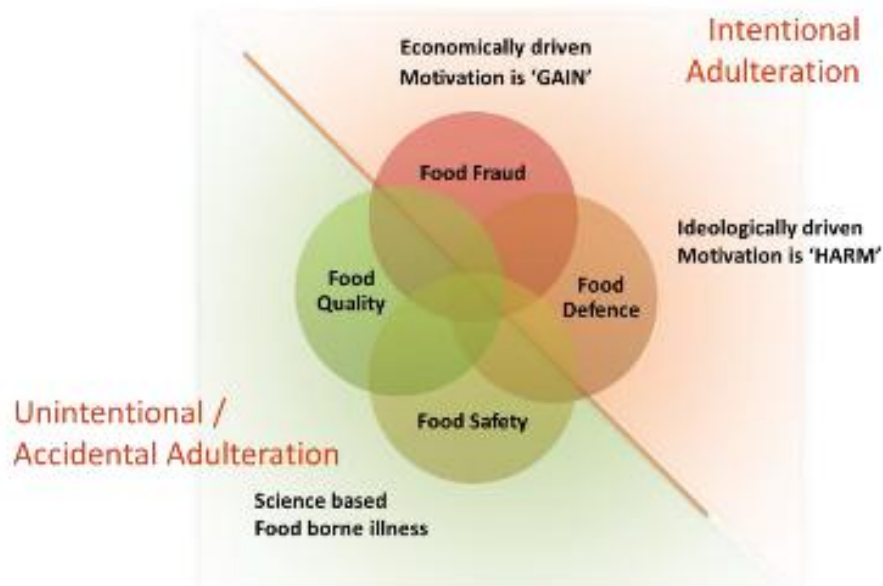 Intentional
Adulteration
Economically driven
Motivation is ‘GAIN’
Food Fraud
Ideologically driven
Motivation is ‘HARM’
Food
Quality
Food
Defence
Food Safety
Unintentional /
Accidental Adulteration
Science based
Food borne illness